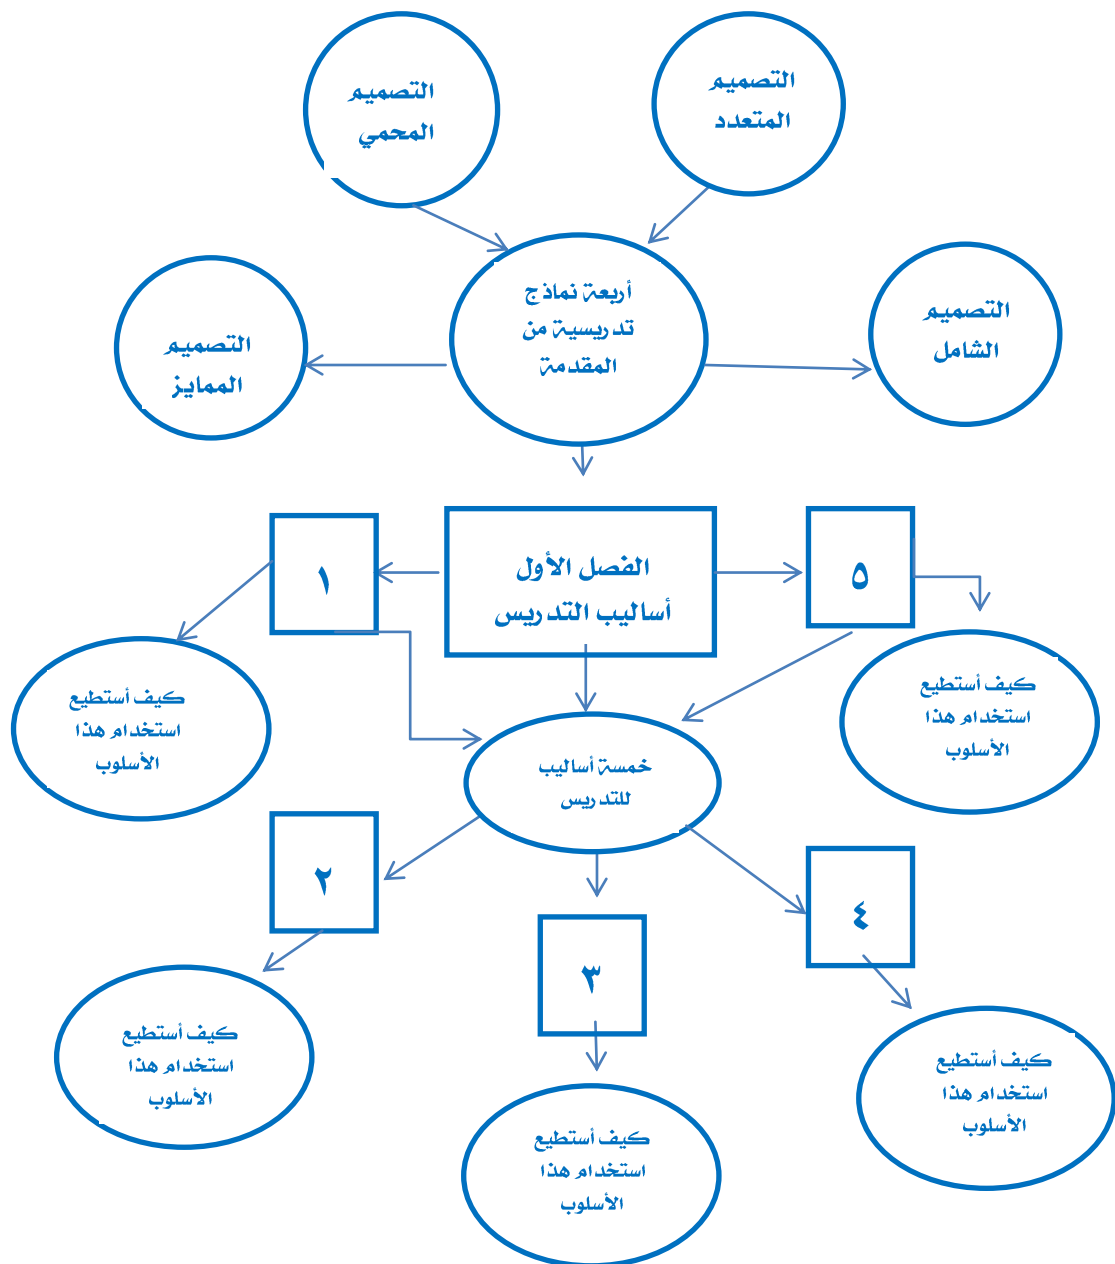 التصميم
المتعدد
التصميم
المحمي
أربعة نماذج
تدريسية من
المقدمة
التصميم
الشامل
التصميم
الممايز
الفصل الأول
أساليب التدريس
٥
١
كيف أستطيع
استخدام هذا
الأسلوب
كيف أستطيع
استخدام هذا
الأسلوب
خمسة أساليب
للتدريس
٢
٤
٣
كيف أستطيع
استخدام هذا
الأسلوب
كيف أستطيع
استخدام هذا
الأسلوب
كيف أستطيع
استخدام هذا
الأسلوب